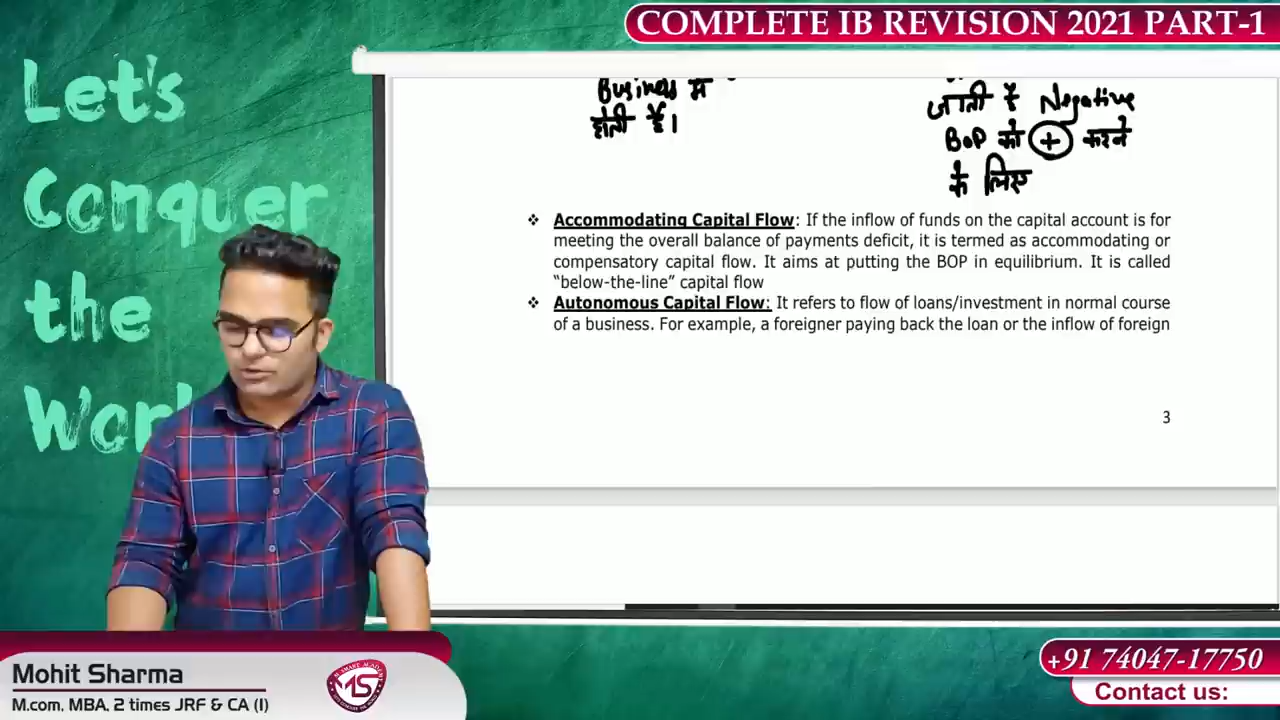 COMPLETE IB REVISION 2021 PART-1
Let's
Conquer
the
Wor
Business में
होती है।
जाती है Negative
BOP को + करने
के लिए
❖ Accommodating Capital Flow: If the inflow of funds on the capital account is for
meeting the overall balance of payments deficit, it is termed as accommodating or
compensatory capital flow. It aims at putting the BOP in equilibrium. It is called
“below-the-line” capital flow
❖ Autonomous Capital Flow: It refers to flow of loans/investment in normal course
of a business. For example, a foreigner paying back the loan or the inflow of foreign
3
Mohit Sharma
M.com, MBA, 2 times JRF & CA (I)
MS
+91 74047-17750
Contact us: